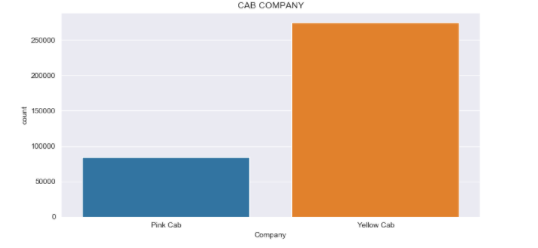 CAB COMPANY
250000
200000
150000
100000
50000
0
count
Pink Cab
Yellow Cab
Company